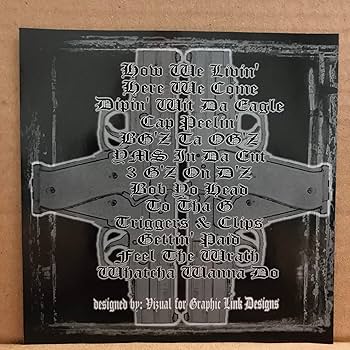 How We Livin'
Here We Come
Dipin' Wit Da Eagle
Cap Peelin'
BG'Z Ta OG'Z
YMS In Da Cut
3 G'Z On D'Z
Bob Yo Head
To Tha G
Triggers & Clips
Gettin' Paid
Feel The Wrath
Whatcha Wanna Do
designed by: Vizual for Graphic Link Designs